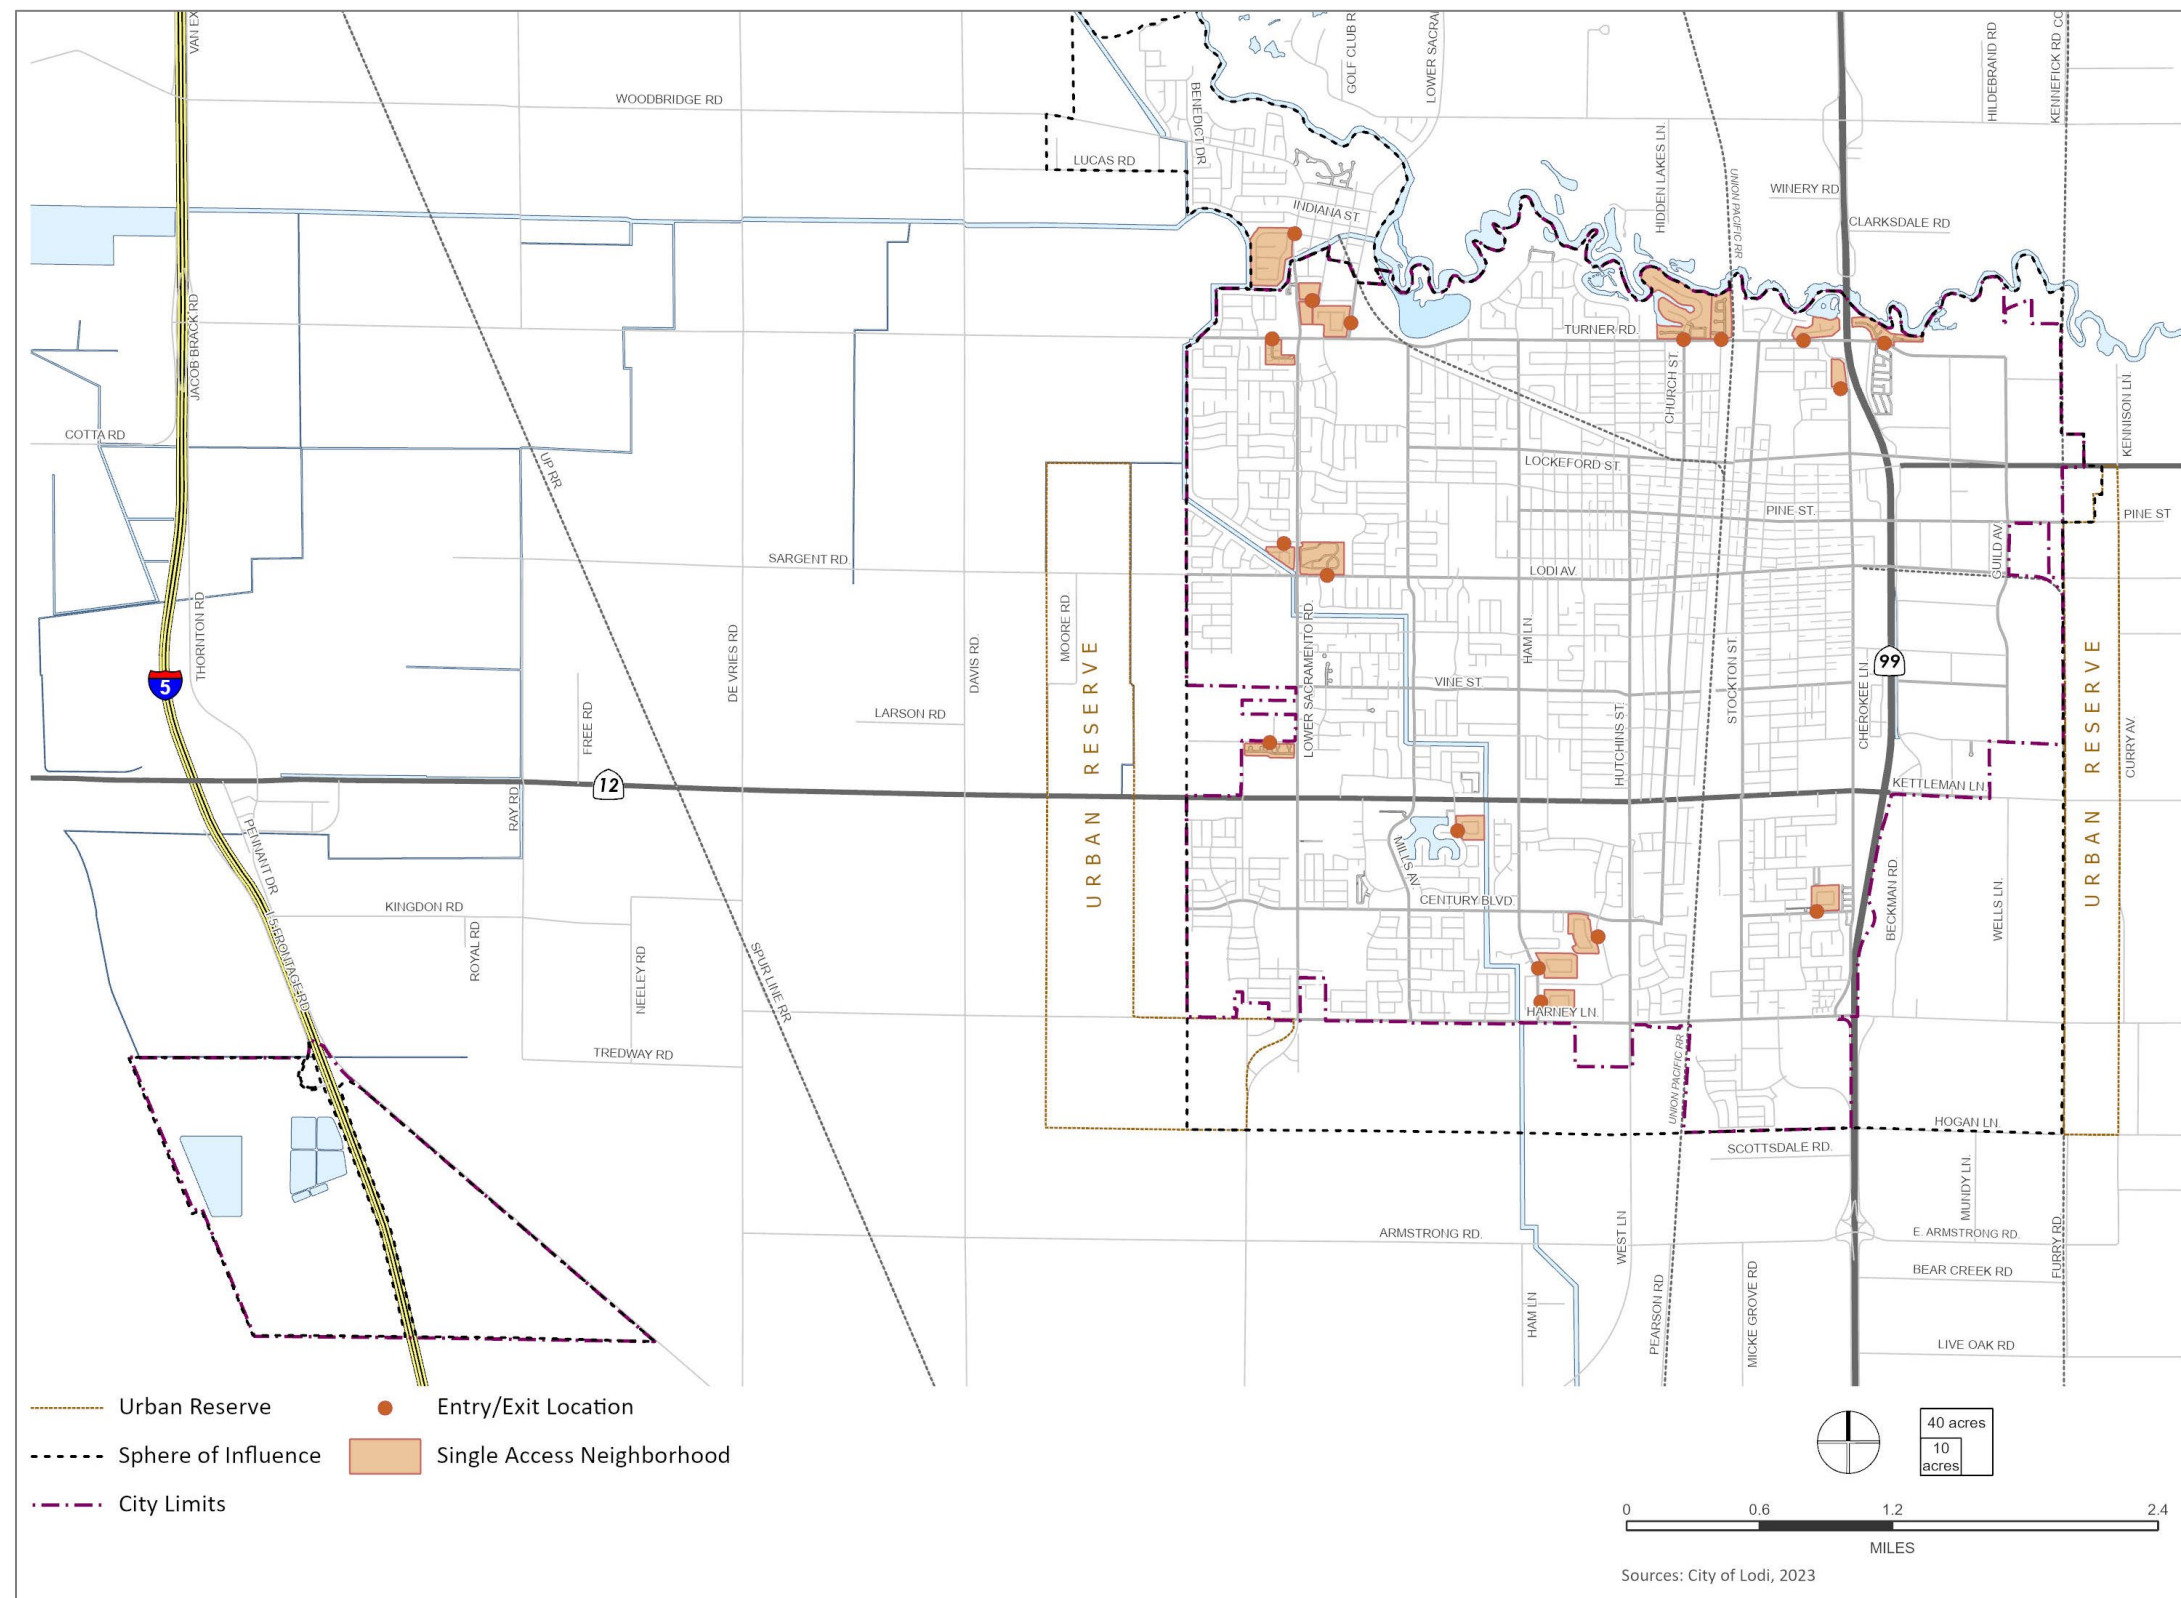 VAN EX
WOODBRIDGE RD
BENEDICT DR
GOLF CLUB R
LOWER SACRA
HILDEBRAND RD
KENNEFICK RD CO
LUCAS RD
HIDDEN LAKES LN.
UNION PACIFIC RR
WINERY RD
INDIANA ST.
CLARKSDALE RD
JACOB BRACK RD
TURNER RD.
CHURCH ST.
KENNISON LN.
COTTA RD
UP RR
LOCKEFORD ST.
PINE ST.
PINE ST
GUILD AV.
SARGENT RD
LODI AV.
THORNTON RD
DE VRIES RD
DAVIS RD.
MOORE RD.
URBAN RESERVE
LOWER SACRAMENTO RD.
HAM LN.
STOCKTON ST.
CHEROKEE LN.
99
URBAN RESERVE
5
VINE ST.
FREE RD
LARSON RD
HUTCHINS ST.
CURRY AV.
12
KETTLEMAN LN.
RAY RD
PENNANT DR
MILLS AV
BECKMAN RD.
WELLS LN.
CENTURY BLVD.
KINGDON RD
ROYAL RD
NEELEY RD
SPUR LINE RR
I-5 FRONTAGE RD
HARNEY LN.
TREDWAY RD
UNION PACIFIC RR
HOGAN LN.
SCOTTSDALE RD.
MUNDY LN.
FURRY RD
ARMSTRONG RD.
WEST LN
E. ARMSTRONG RD.
BEAR CREEK RD
HAM LN
PEARSON RD
MICKE GROVE RD
LIVE OAK RD
Urban Reserve
Entry/Exit Location
Sphere of Influence
Single Access Neighborhood
City Limits
40 acres
10
acres
0 0.6 1.2 2.4
MILES
Sources: City of Lodi, 2023